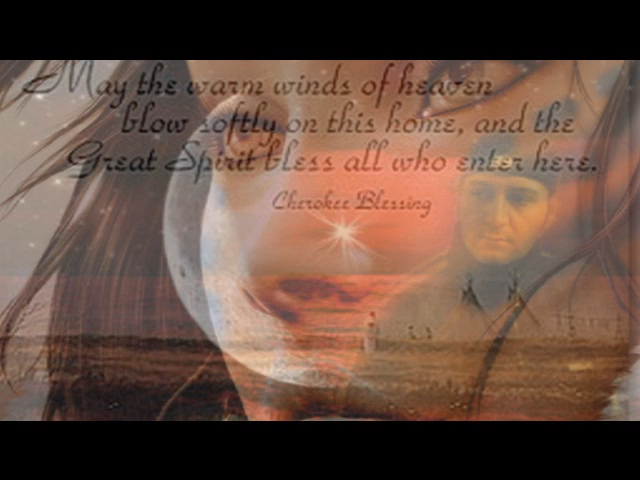 May the warm winds of heaven
blow softly on this home, and the
Great Spirit bless all who enter here.
Cherokee Blessing